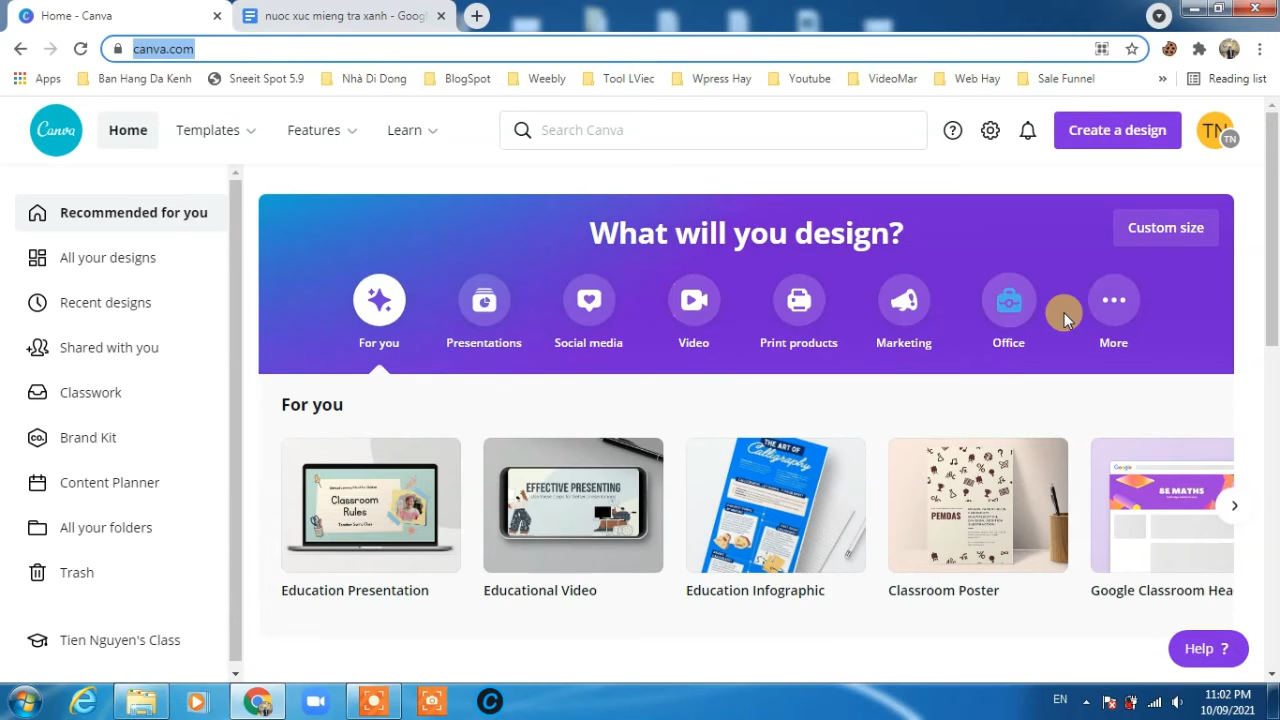 Home - Canva
nuoc xuc mieng tra xanh - Goog
canva.com
Apps
Ban Hang Da Kenh
Sneeit Spot 5.9
Nhà Di Dong
BlogSpot
Weebly
Tool LViec
Wpress Hay
Youtube
VideoMar
Web Hay
Sale Funnel
»
Reading list
Canva
Home
Templates
Features
Learn
Search Canva
Create a design
TN
TN
Recommended for you
All your designs
Recent designs
Shared with you
Classwork
CO.
Brand Kit
Content Planner
All your folders
Trash
Tien Nguyen's Class
What will you design?
Custom size
For you
Presentations
Social media
Video
Print products
Marketing
Office
More
For you
Classroom
Rules
EFFECTIVE PRESENTING
THE ART OF
Calligraphy
PEMDAS
Google
8E MATHS
Education Presentation
Educational Video
Education Infographic
Classroom Poster
Google Classroom Hea
Help ?
EN
11:02 PM
10/09/2021